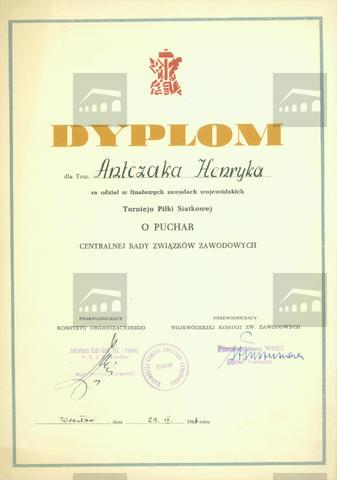 DYPLOM
dla Tow. Antczaka Henryka
za udział w finałowych zawodach wojewódzkich
Turnieju Piłki Siatkowej
O PUCHAR
CENTRALNEJ RADY ZWIĄZKÓW ZAWODOWYCH
PRZEWODNICZĄCY PRZEWODNICZĄCY
KOMITETU ORGANIZACYJNEGO WOJEWÓDZKIEJ KOMISJI ZW. ZAWODOWYCH
Wrocław dnia 29. 196 roku